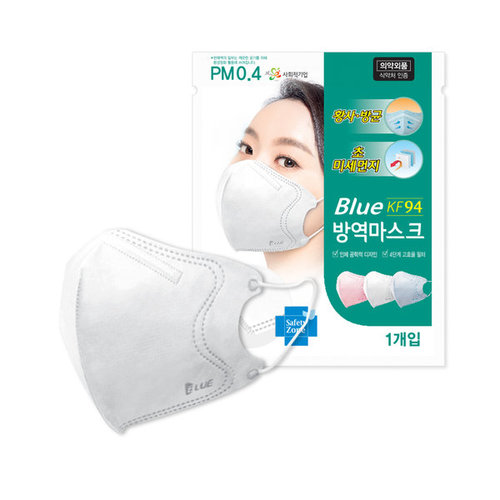 PM0.4
사회적기업
의약외품
식약처 인증
황사·방균
초
미세먼지
Blue KF94
방역마스크
인체 공학적 디자인
4단계 고효율 필터
Safety
Zone
1개입
BLUE